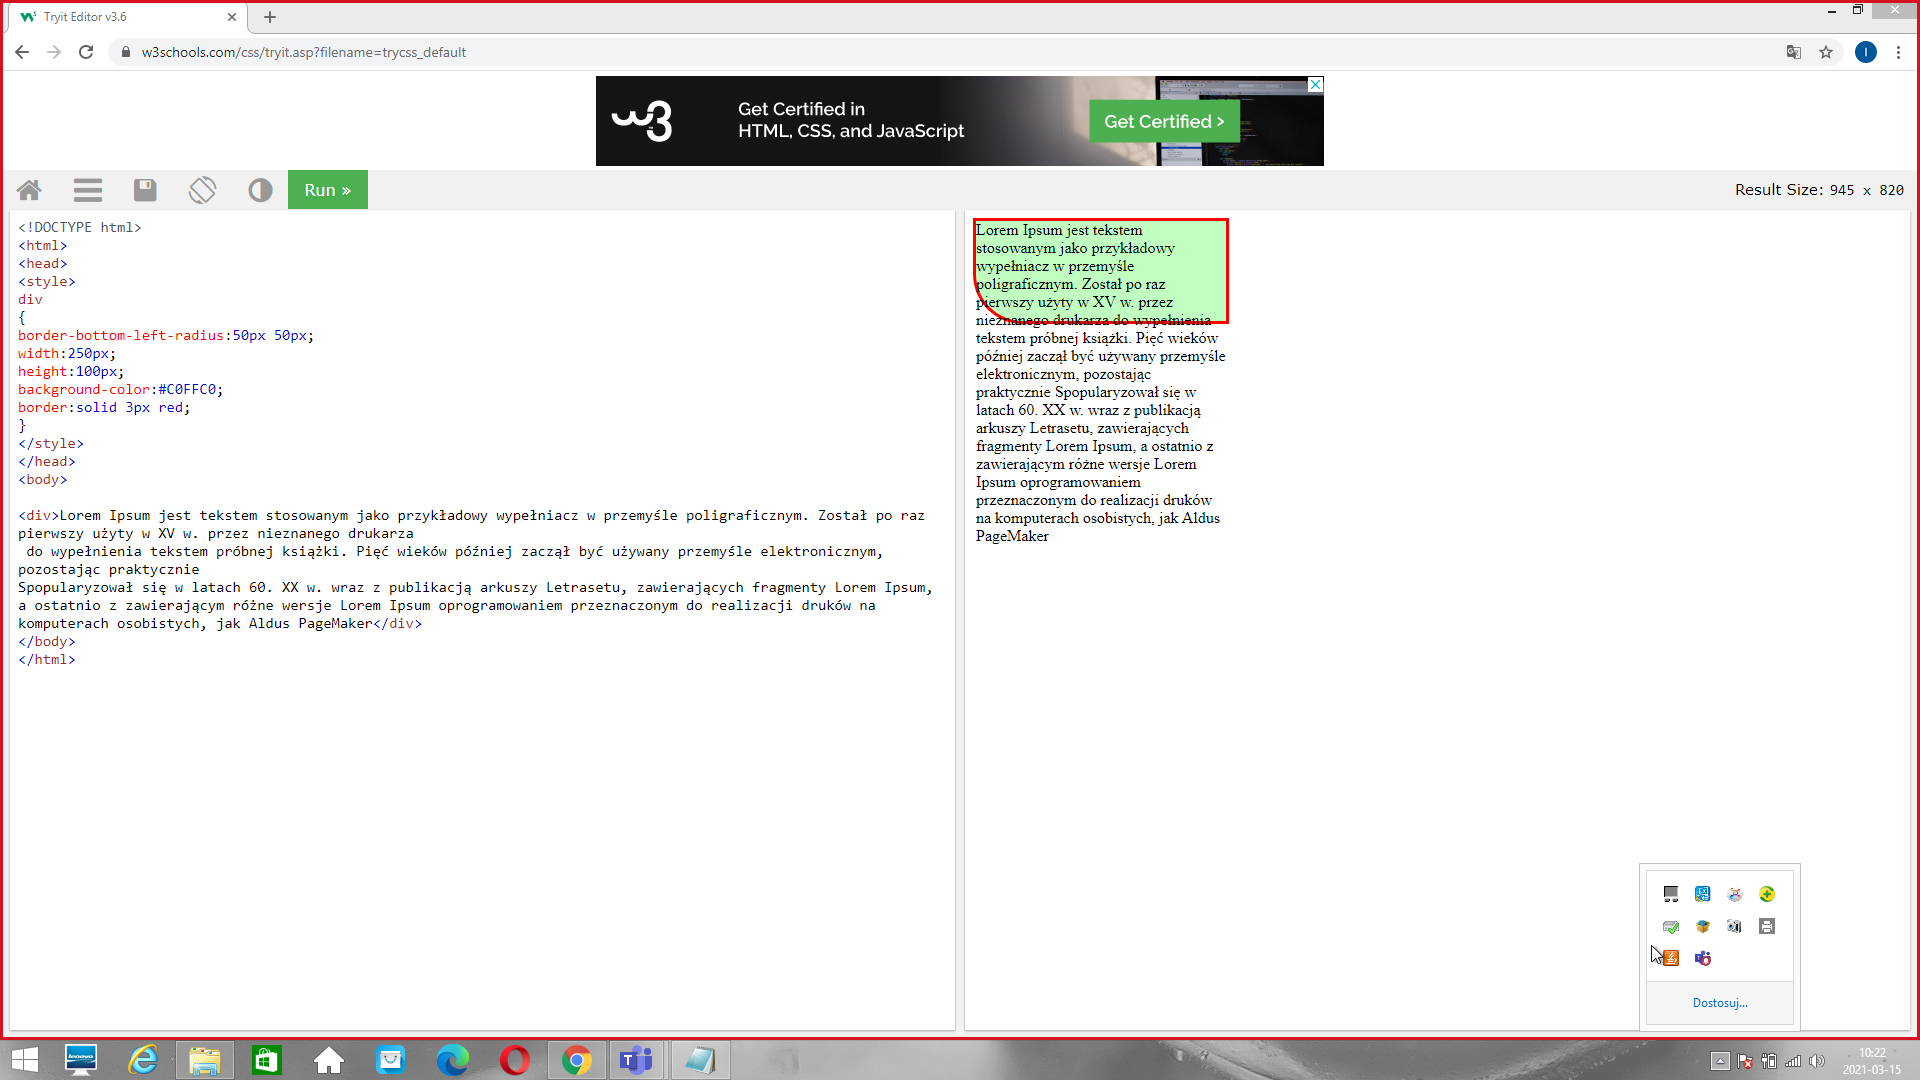 Tryit Editor v3.6
w3schools.com/css/tryit.asp?filename=trycss_default
Get Certified in
HTML, CSS, and JavaScript
Get Certified >
Run »
Result Size: 945 x 820
<!DOCTYPE html>
<html>
<head>
<style>
div
{
border-bottom-left-radius:50px 50px;
width:250px;
height:100px;
background-color:#C0FFC0;
border:solid 3px red;
}
</style>
</head>
<body>
<div>Lorem Ipsum jest tekstem stosowanym jako przykładowy wypełniacz w przemyśle poligraficznym. Został po raz
pierwszy użyty w XV w. przez nieznanego drukarza
do wypełnienia tekstem próbnej książki. Pięć wieków później zaczął być używany przemyśle elektronicznym,
pozostając praktycznie
Spopularyzował się w latach 60. XX w. wraz z publikacją arkuszy Letrasetu, zawierających fragmenty Lorem Ipsum,
a ostatnio z zawierającym różne wersje Lorem Ipsum oprogramowaniem przeznaczonym do realizacji druków na
komputerach osobistych, jak Aldus PageMaker</div>
</body>
</html>
Lorem Ipsum jest tekstem
stosowanym jako przykładowy
wypełniacz w przemyśle
poligraficznym. Został po raz
pierwszy użyty w XV w. przez
nieznanego drukarza do wypełnienia
tekstem próbnej książki. Pięć wieków
później zaczął być używany przemyśle
elektronicznym, pozostając
praktycznie Spopularyzował się w
latach 60. XX w. wraz z publikacją
arkuszy Letrasetu, zawierających
fragmenty Lorem Ipsum, a ostatnio z
zawierającym różne wersje Lorem
Ipsum oprogramowaniem
przeznaczonym do realizacji druków
na komputerach osobistych, jak Aldus
PageMaker
Dostosuj...
10:22
2021-03-15